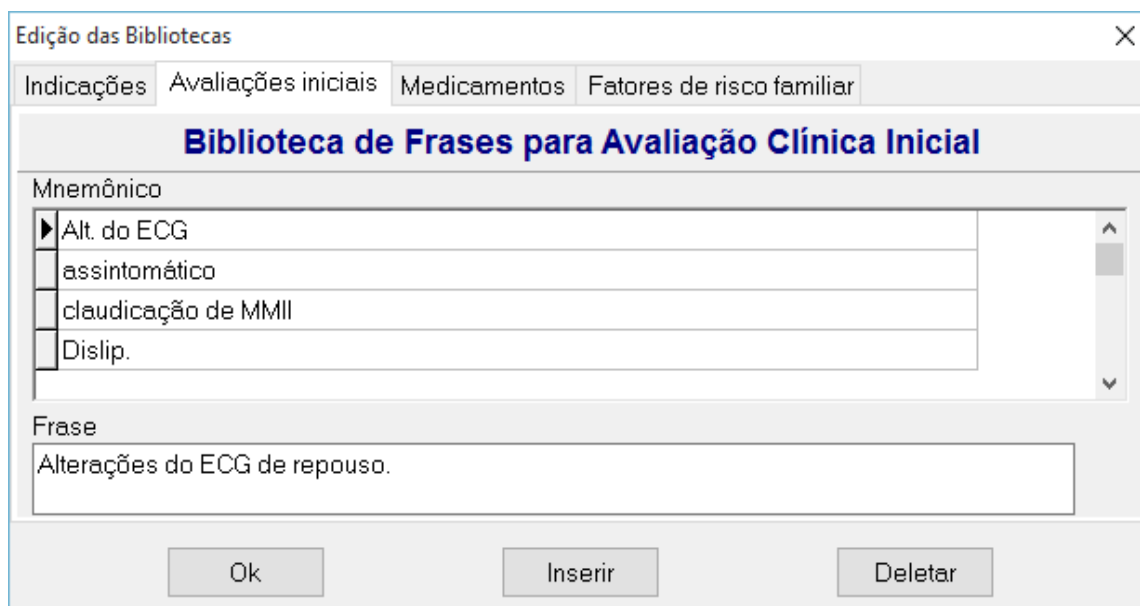 Edição das Bibliotecas
Indicações Avaliações iniciais Medicamentos Fatores de risco familiar
Biblioteca de Frases para Avaliação Clínica Inicial
Mnemônico
Alt. do ECG
assintomático
claudicação de MMII
Dislip.
Frase
Alterações do ECG de repouso.
Ok Inserir Deletar